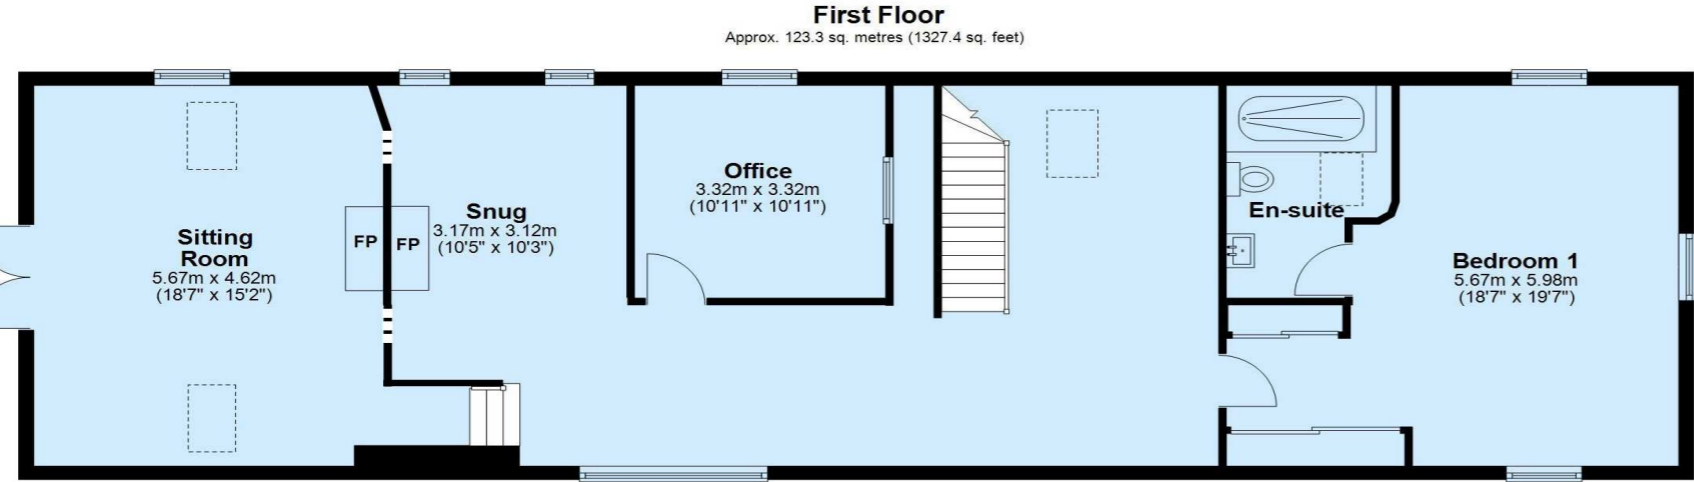 First Floor
Approx. 123.3 sq. metres (1327.4 sq. feet)
Sitting
Room
5.67m x 4.62m
(18'7" x 15'2")
FP
FP
Snug
3.17m x 3.12m
(10'5" x 10'3")
Office
3.32m x 3.32m
(10'11" x 10'11")
En-suite
Bedroom 1
5.67m x 5.98m
(18'7" x 19'7")